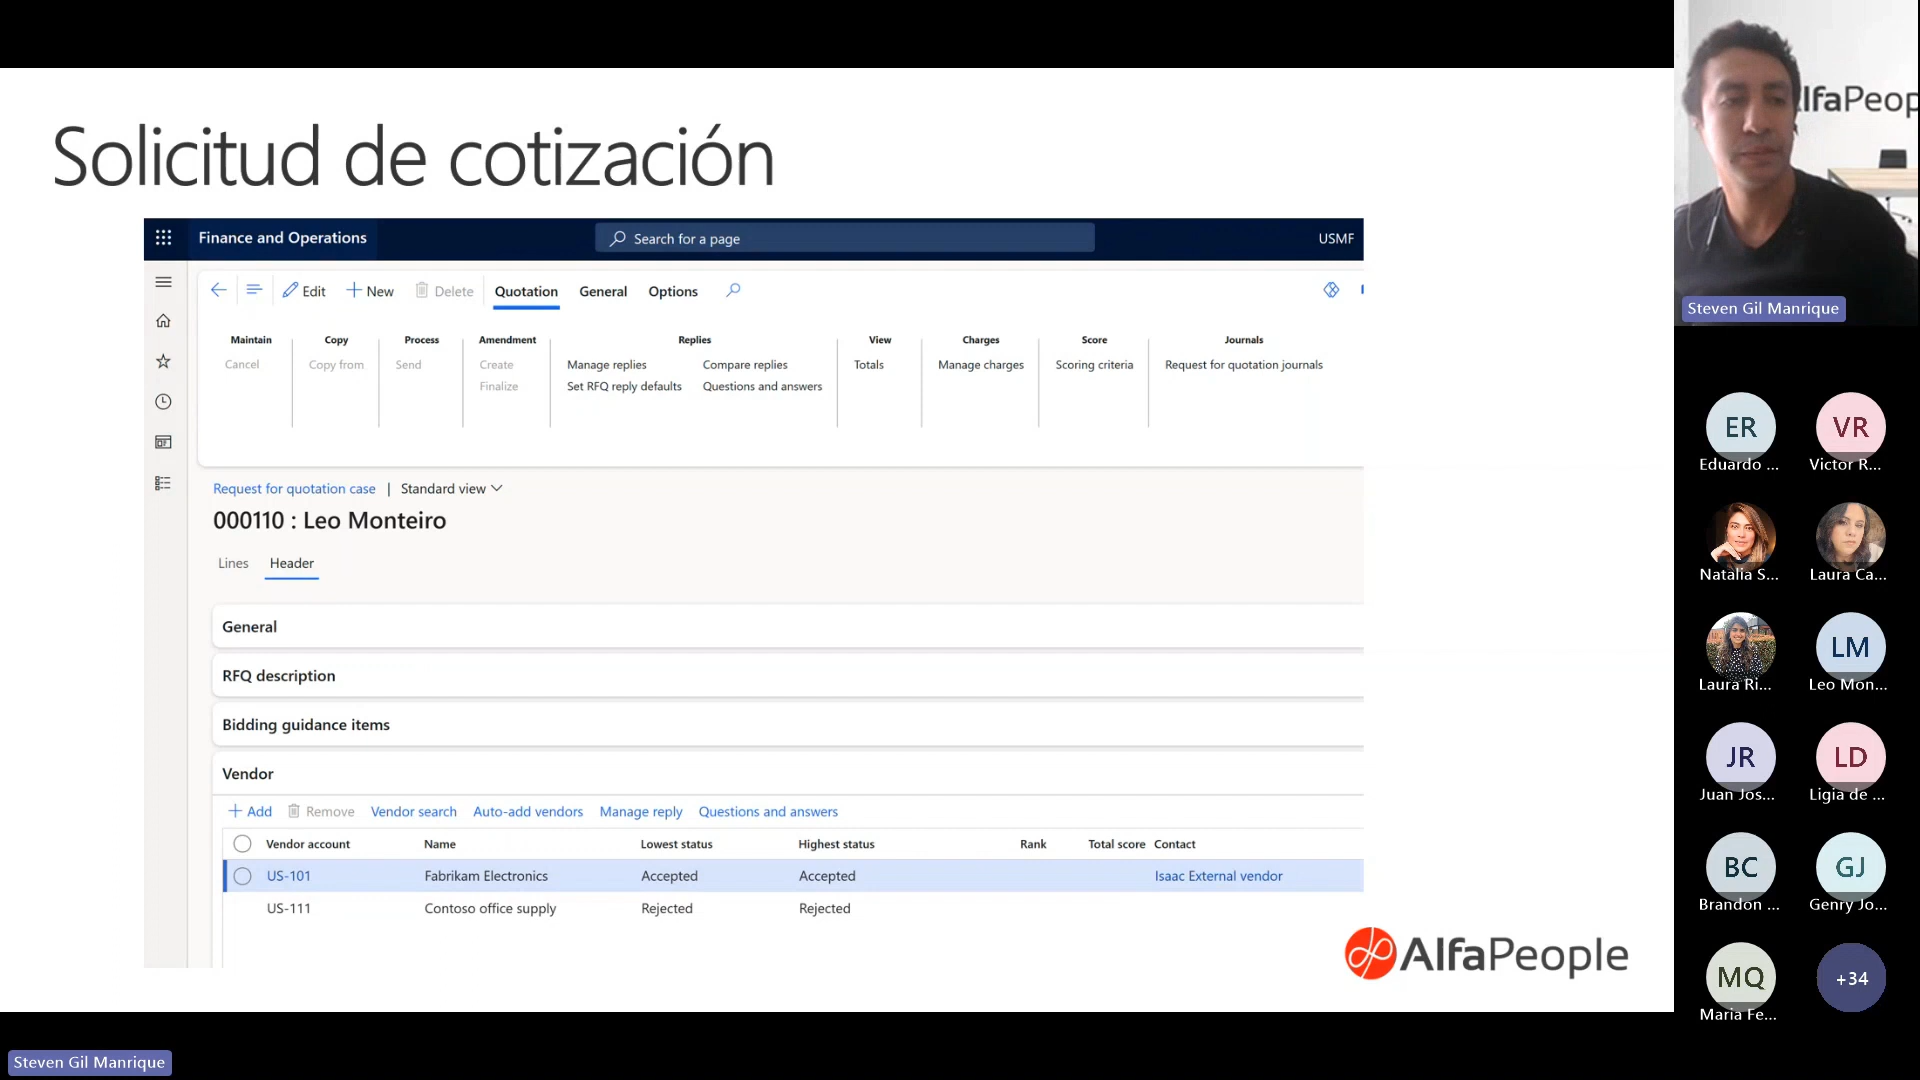 Solicitud de cotización
Finance and Operations
Search for a page
USMF
Edit
New
Delete
Quotation
General
Options
Maintain
Copy
Process
Amendment
Replies
View
Charges
Score
Journals
Cancel
Copy from
Send
Create
Manage replies
Compare replies
Totals
Manage charges
Scoring criteria
Request for quotation journals
Finalize
Set RFQ reply defaults
Questions and answers
Request for quotation case | Standard view
000110 : Leo Monteiro
Lines
Header
General
RFQ description
Bidding guidance items
Vendor
Add
Remove
Vendor search
Auto-add vendors
Manage reply
Questions and answers
Vendor account
Name
Lowest status
Highest status
Rank
Total score
Contact
US-101
Fabrikam Electronics
Accepted
Accepted
Isaac External vendor
US-111
Contoso office supply
Rejected
Rejected
AlfaPeople
Steven Gil Manrique
lfaPeop
Steven Gil Manrique
ER
Eduardo ...
VR
Victor R...
Natalia S...
Laura Ca...
Laura Ri...
LM
Leo Mon...
JR
Juan Jos...
LD
Ligia de ...
BC
Brandon ...
GJ
Genry Jo...
MQ
Maria Fe...
+34